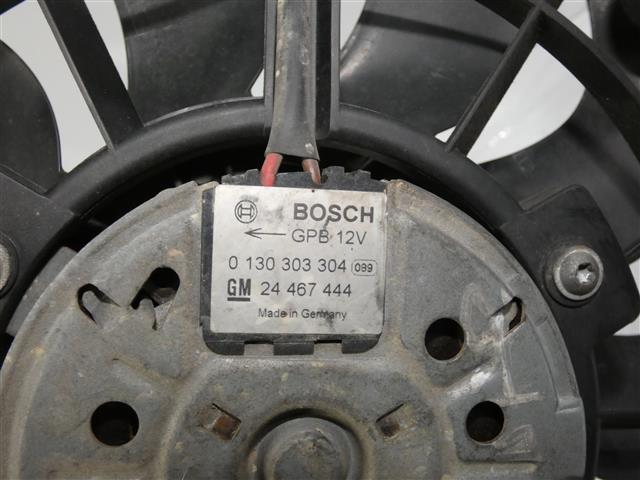 BOSCH
GPB 12V
0 130 303 304 099
GM 24 467 444
Made in Germany